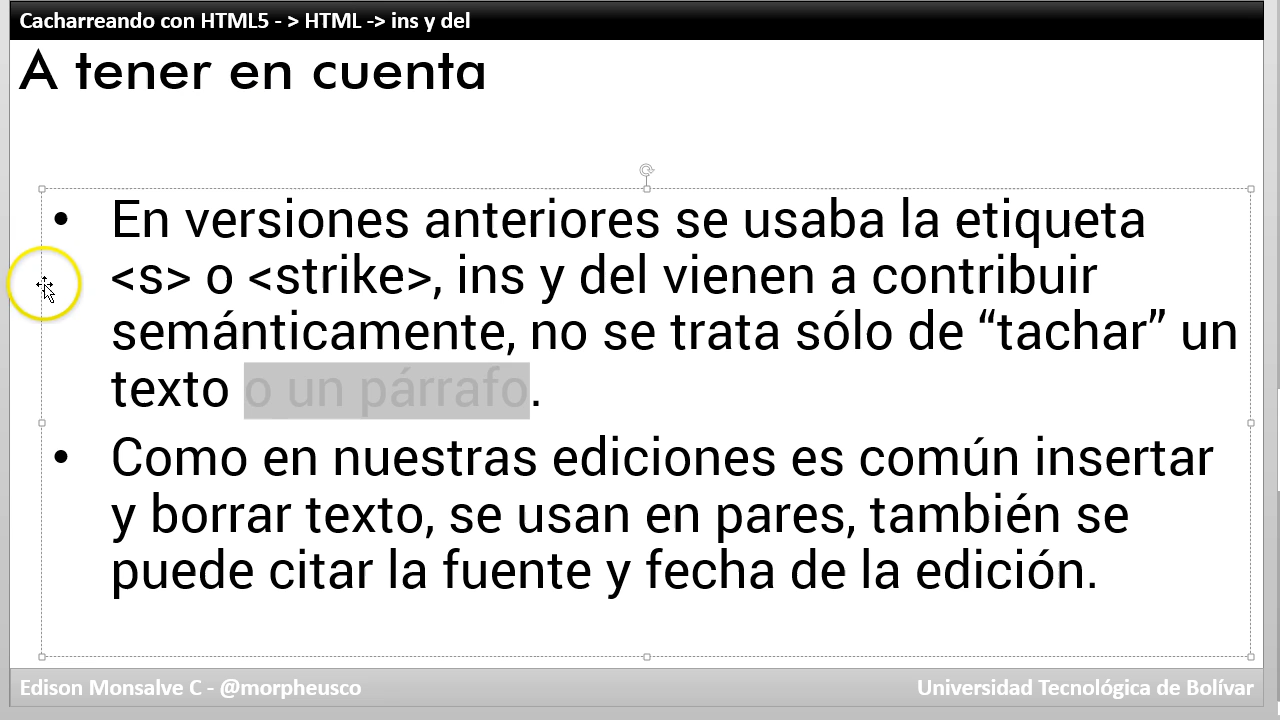 Cacharreando con HTML5 - > HTML -> ins y del
A tener en cuenta
• En versiones anteriores se usaba la etiqueta
<s> o <strike>, ins y del vienen a contribuir
semánticamente, no se trata sólo de “tachar” un
texto o un párrafo.
• Como en nuestras ediciones es común insertar
y borrar texto, se usan en pares, también se
puede citar la fuente y fecha de la edición.
Edison Monsalve C - @morpheusco
Universidad Tecnológica de Bolívar